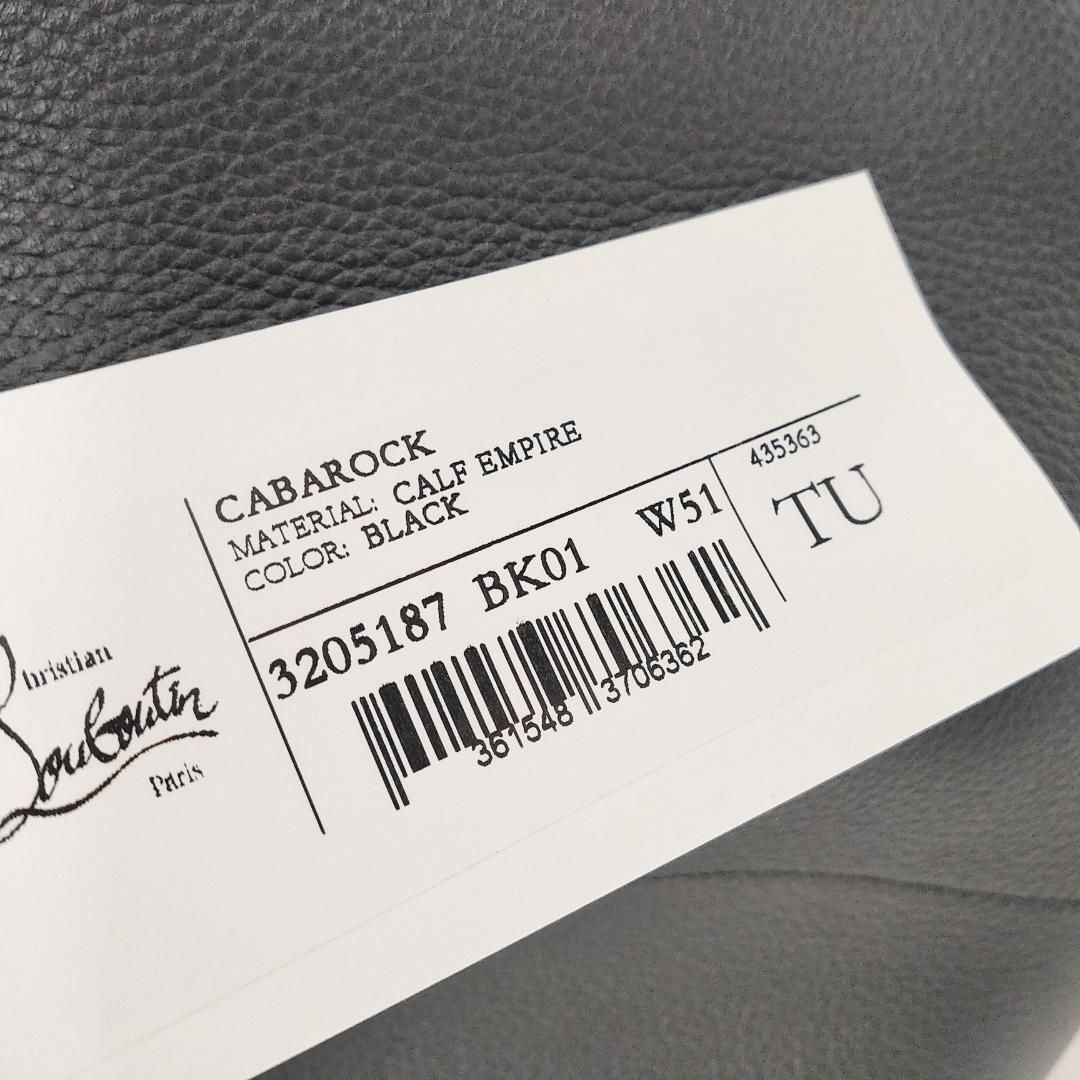 CABAROCK
MATERIAL: CALF EMPIRE
COLOR: BLACK
3205187 BK01 W51
361548 3706362
435363
TU
Christian
Louboutin
Paris